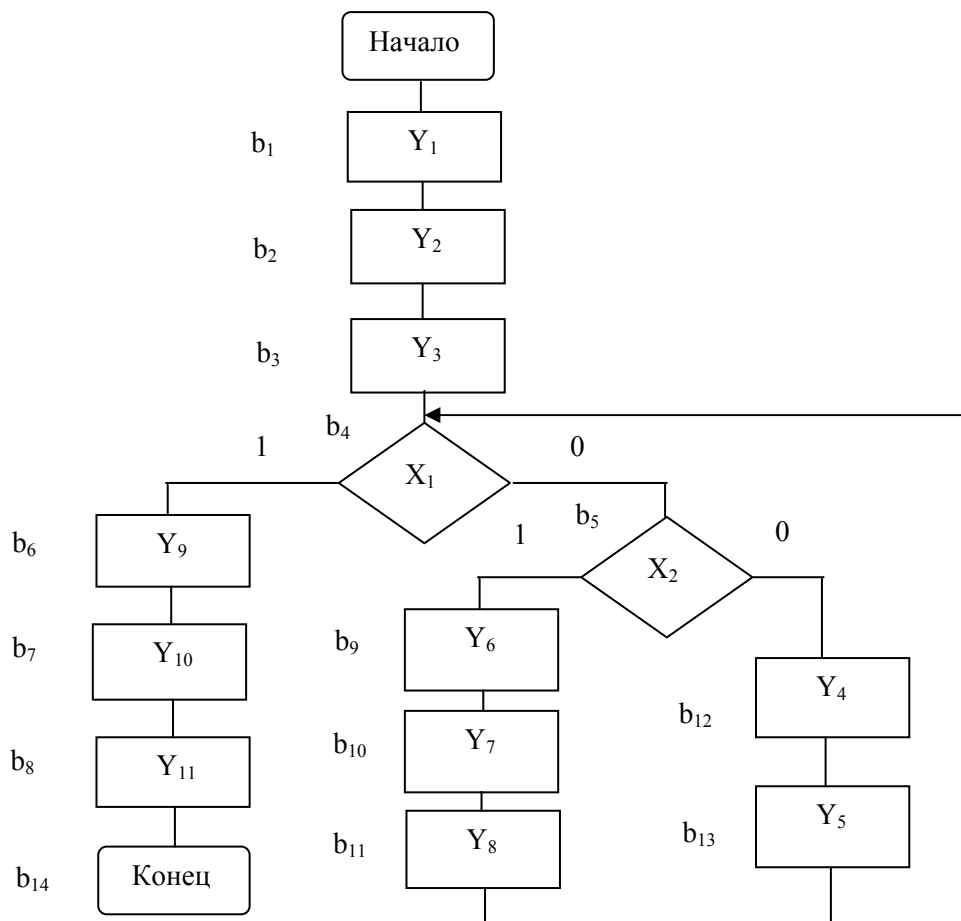 Начало
b₁ Y₁
b₂ Y₂
b₃ Y₃
b₄
1 0
X₁
b₅
1 0
b₆ Y₉ X₂
b₇ Y₁₀ b₉ Y₆
b₁₂ Y₄
b₈ Y₁₁ b₁₀ Y₇
b₁₁ Y₈ b₁₃ Y₅
b₁₄ Конец